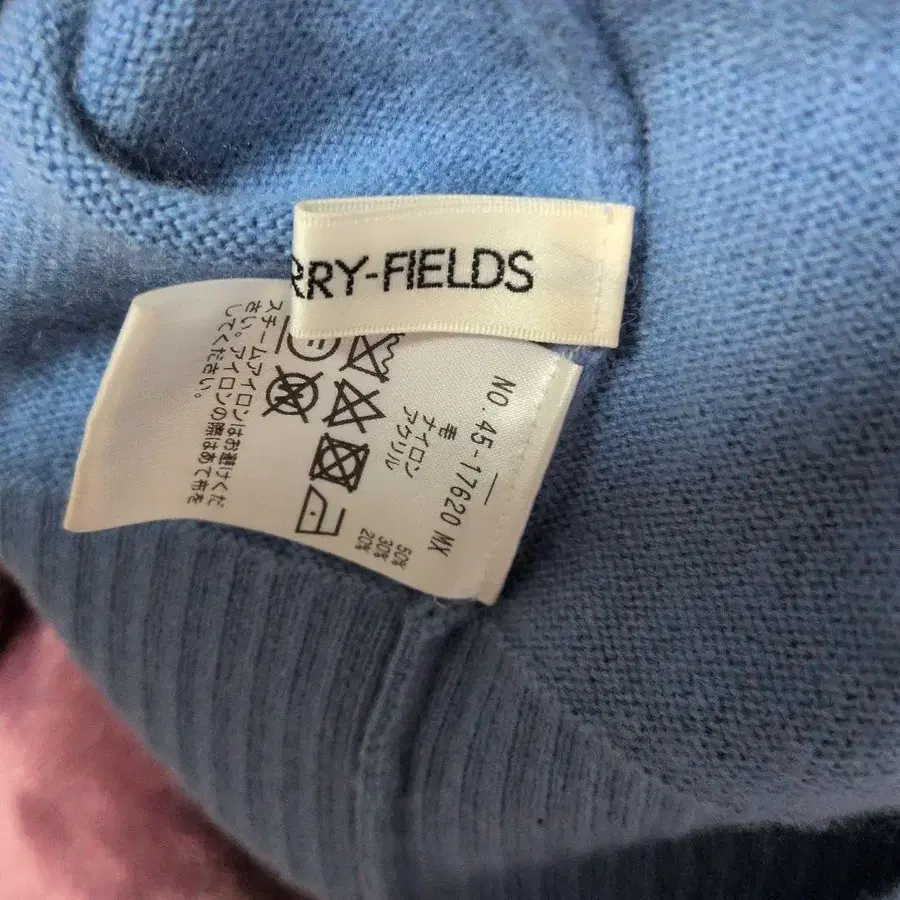 RRY-FIELDS
NO. 45-17620 MX
毛 50%
ナイロン 30%
アクリル 20%
スチームアイロンはお避けくだ
さい。アイロンの際はあて布を
してください。